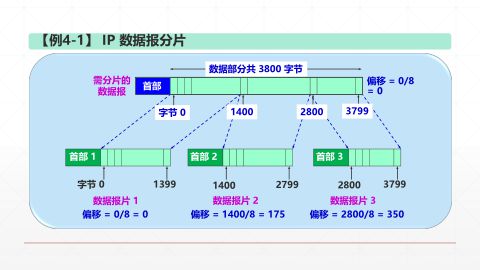 【例4-1】 IP 数据报分片
数据部分共 3800 字节
需分片的
数据报
首部
偏移 = 0/8
= 0
字节 0
1400
2800
3799
首部 1
首部 2
首部 3
字节 0
1399
1400
2799
2800
3799
数据报片 1
数据报片 2
数据报片 3
偏移 = 0/8 = 0
偏移 = 1400/8 = 175
偏移 = 2800/8 = 350